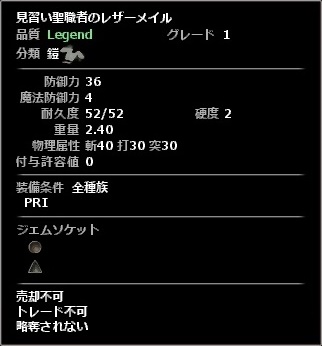 見習い聖職者のレザーメイル
品質 Legend グレード 1
分類 鎧
防御力 36
魔法防御力 4
耐久度 52/52 硬度 2
重量 2.40
物理属性 斬40 打30 突30
付与許容値 0
装備条件 全種族
PRI
ジェムソケット
売却不可
トレード不可
略奪されない